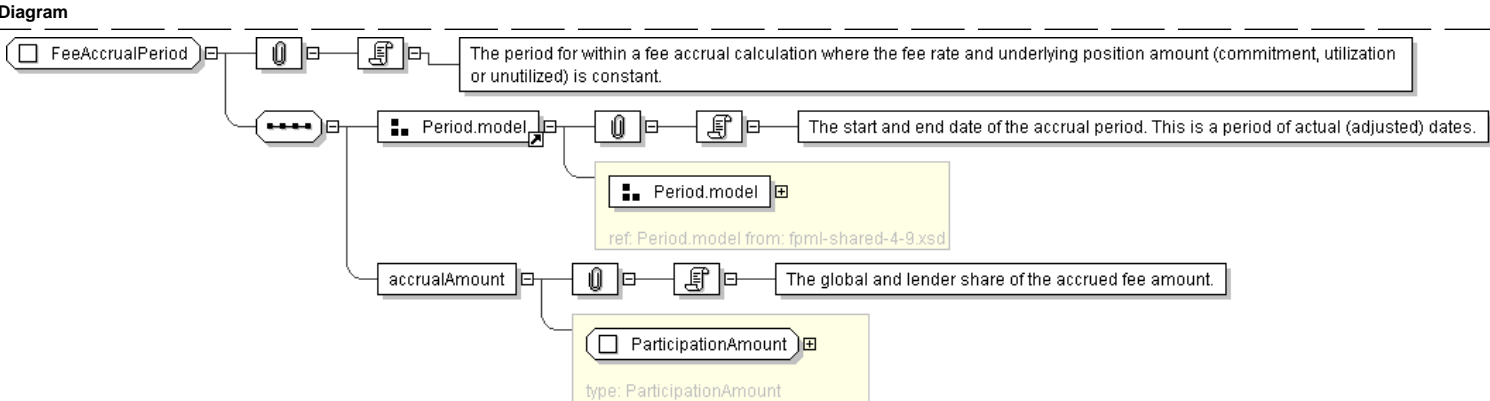 Diagram
FeeAccrualPeriod
The period for within a fee accrual calculation where the fee rate and underlying position amount (commitment, utilization
or unutilized) is constant.
Period.model
The start and end date of the accrual period. This is a period of actual (adjusted) dates.
Period.model
ref: Period.model from: fpml-shared-4-9.xsd
accrualAmount
The global and lender share of the accrued fee amount.
ParticipationAmount
type: ParticipationAmount